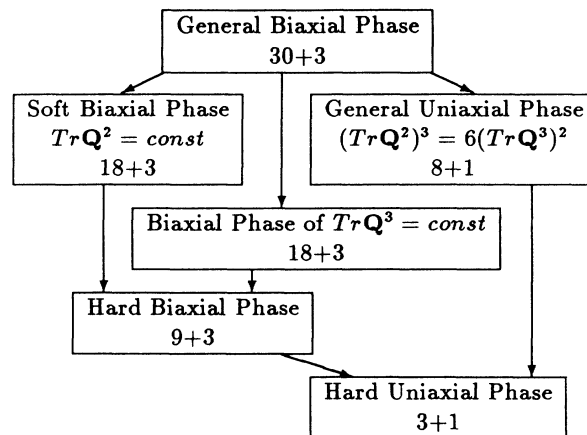 General Biaxial Phase
30+3
Soft Biaxial Phase
TrQ² = const
18+3
General Uniaxial Phase
(TrQ²)³ = 6(TrQ³)²
8+1
Biaxial Phase of TrQ³ = const
18+3
Hard Biaxial Phase
9+3
Hard Uniaxial Phase
3+1